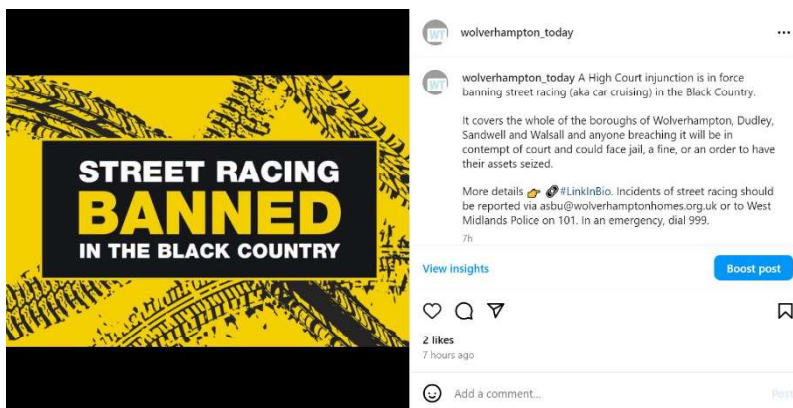 STREET RACING
BANNED
IN THE BLACK COUNTRY
WT wolverhampton_today ...
WT wolverhampton_today A High Court injunction is in force
banning street racing (aka car cruising) in the Black Country.
It covers the whole of the boroughs of Wolverhampton, Dudley,
Sandwell and Walsall and anyone breaching it will be in
contempt of court and could face jail, a fine, or an order to have
their assets seized.
More details 👉 🔗#LinkInBio. Incidents of street racing should
be reported via asbu@wolverhamptonhomes.org.uk or to West
Midlands Police on 101. In an emergency, dial 999.
7h
View insights Boost post
2 likes
7 hours ago
Add a comment... Post